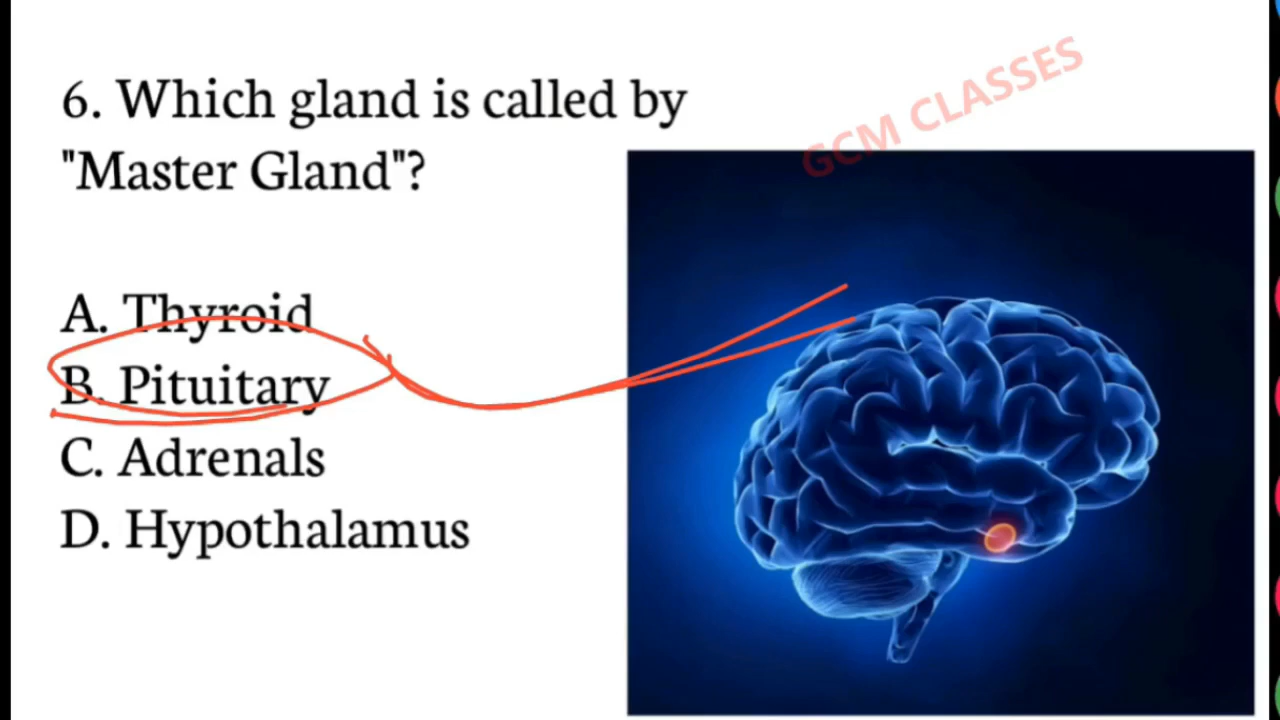 GCM CLASSES
6. Which gland is called by
"Master Gland"?
A. Thyroid
B. Pituitary
C. Adrenals
D. Hypothalamus